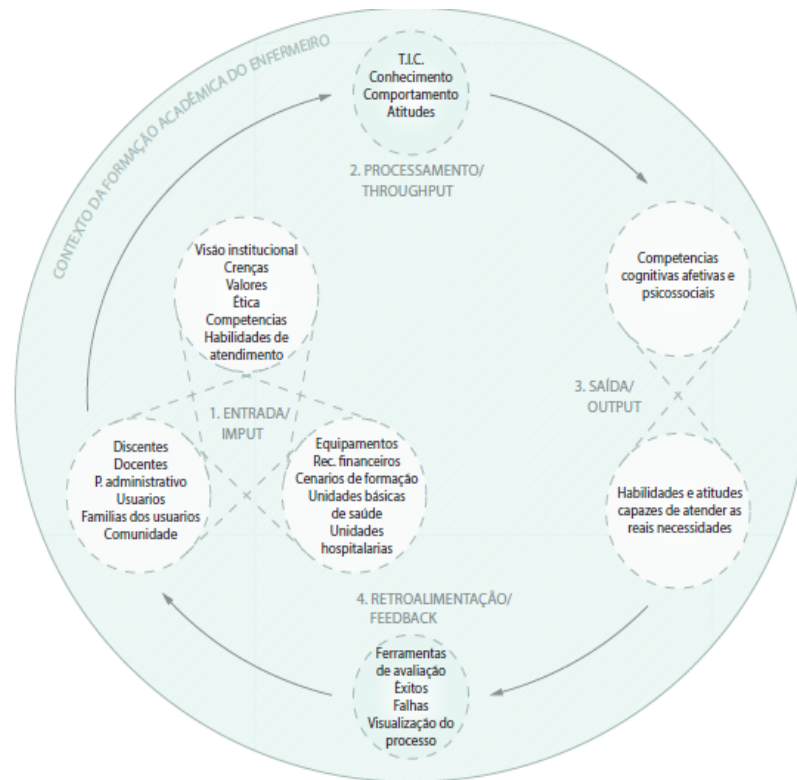 CONTEXTO DA FORMAÇÃO ACADÊMICA DO ENFERMEIRO
T.I.C.
Conhecimento
Comportamento
Atitudes
2. PROCESSAMENTO/
THROUGHPUT
Visão institucional
Crenças
Valores
Ética
Competencias
Habilidades de
atendimento
Competencias
cognitivas afetivas e
psicossociais
1. ENTRADA/
IMPUT
3. SAÍDA/
OUTPUT
Discentes
Docentes
P. administrativo
Usuarios
Familias dos usuarios
Comunidade
Equipamentos
Rec. financeiros
Cenarios de formação
Unidades básicas
de saúde
Unidades
hospitalarias
Habilidades e atitudes
capazes de atender as
reais necessidades
4. RETROALIMENTAÇÃO/
FEEDBACK
Ferramentas
de avaliação
Êxitos
Falhas
Visualização do
processo